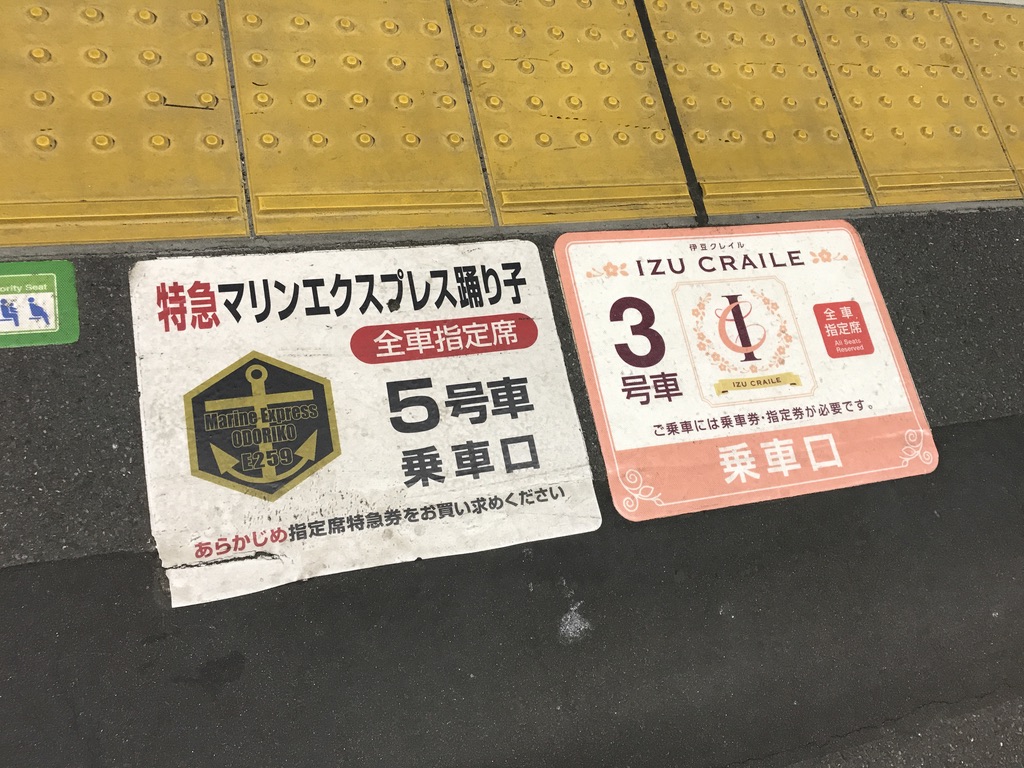 ority Seat
特急マリンエクスプレス踊り子
全車指定席
Marine Express
ODORIKO
E259
5号車
乗車口
あらかじめ指定席特急券をお買い求めください
伊豆クレイル
IZU CRAILE
3
号車
IC
IZU CRAILE
全車
指定席
All Seats
Reserved
ご乗車には乗車券・指定券が必要です。
乗車口